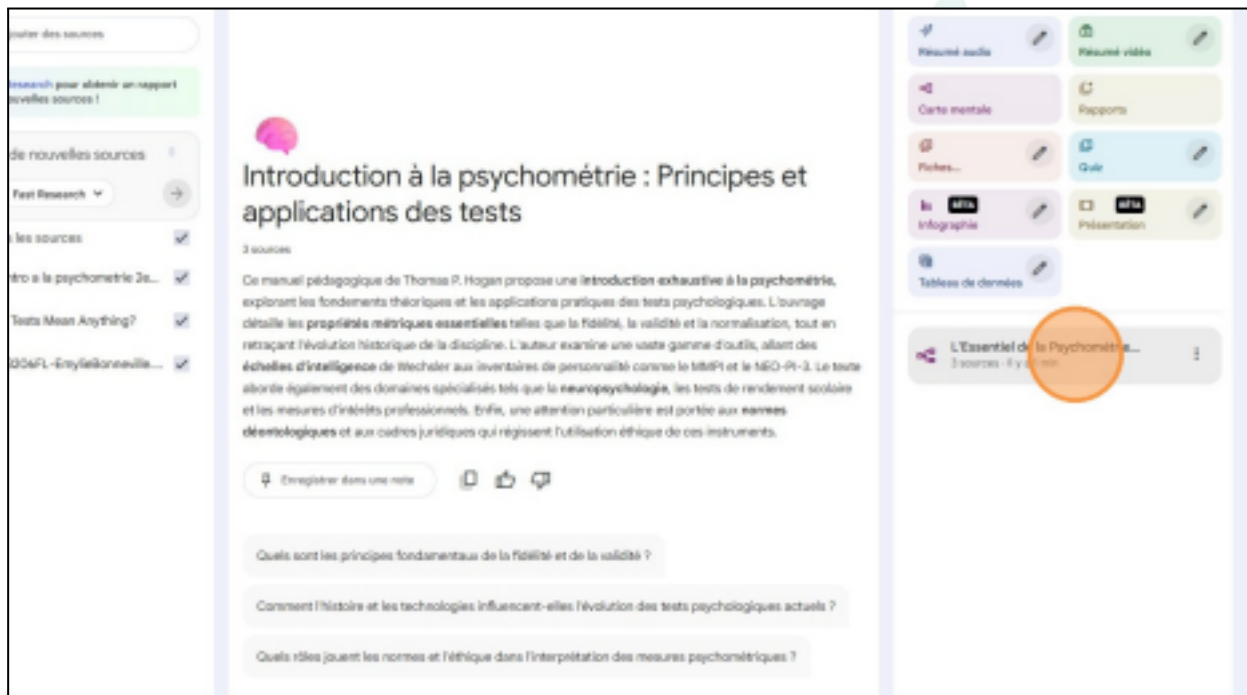 jouter des sources
Research pour obtenir un rapport
ouvelles sources !
de nouvelles sources
Fast Research
les sources
ntro a la psychometrie 3e...
Tests Mean Anything?
Introduction à la psychométrie : Principes et
applications des tests
3 sources
Ce manuel pédagogique de Thomas P. Hogan propose une introduction exhaustive à la psychométrie,
explorant les fondements théoriques et les applications pratiques des tests psychologiques. L'ouvrage
détaille les propriétés métriques essentielles telles que la fidélité, la validité et la normalisation, tout en
retraçant l'évolution historique de la discipline. L'auteur examine une vaste gamme d'outils, allant des
échelles d'intelligence de Wechsler aux inventaires de personnalité comme le MMPI et le NEO-PI-3. Le texte
aborde également des domaines spécialisés tels que la neuropsychologie, les tests de rendement scolaire
et les mesures d'intérêts professionnels. Enfin, une attention particulière est portée aux normes
déontologiques et aux cadres juridiques qui régissent l'utilisation éthique de ces instruments.
Enregistrer dans une note
Quels sont les principes fondamentaux de la fidélité et de la validité ?
Comment l'histoire et les technologies influencent-elles l'évolution des tests psychologiques actuels ?
Quels rôles jouent les normes et l'éthique dans l'interprétation des mesures psychométriques ?
Résumé audio
Résumé vidéo
Carte mentale
Rapports
Fiches...
Quiz
BÊTA
Infographie
BÊTA
Présentation
Tableau de données
L'Essentiel de la Psychométrie...
3 sources · Il y a min